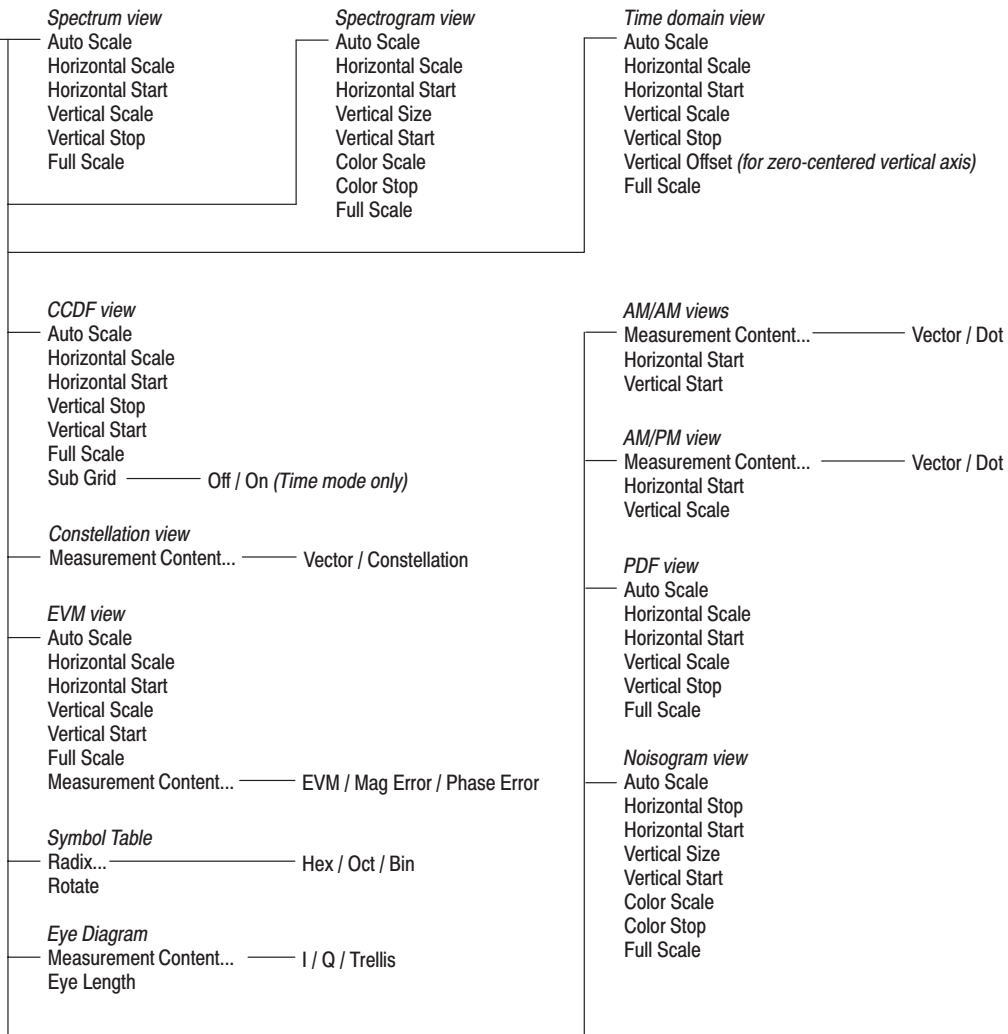 Spectrum view
Auto Scale
Horizontal Scale
Horizontal Start
Vertical Scale
Vertical Stop
Full Scale
Spectrogram view
Auto Scale
Horizontal Scale
Horizontal Start
Vertical Size
Vertical Start
Color Scale
Color Stop
Full Scale
Time domain view
Auto Scale
Horizontal Scale
Horizontal Start
Vertical Scale
Vertical Stop
Vertical Offset (for zero-centered vertical axis)
Full Scale
CCDF view
Auto Scale
Horizontal Scale
Horizontal Start
Vertical Stop
Vertical Start
Full Scale
Sub Grid Off / On (Time mode only)
Constellation view
Measurement Content... Vector / Constellation
EVM view
Auto Scale
Horizontal Scale
Horizontal Start
Vertical Scale
Vertical Start
Full Scale
Measurement Content... EVM / Mag Error / Phase Error
Symbol Table
Radix... Hex / Oct / Bin
Rotate
Eye Diagram
Measurement Content... I / Q / Trellis
Eye Length
AM/AM views
Measurement Content... Vector / Dot
Horizontal Start
Vertical Start
AM/PM view
Measurement Content... Vector / Dot
Horizontal Start
Vertical Scale
PDF view
Auto Scale
Horizontal Scale
Horizontal Start
Vertical Scale
Vertical Stop
Full Scale
Noisogram view
Auto Scale
Horizontal Stop
Horizontal Start
Vertical Size
Vertical Start
Color Scale
Color Stop
Full Scale